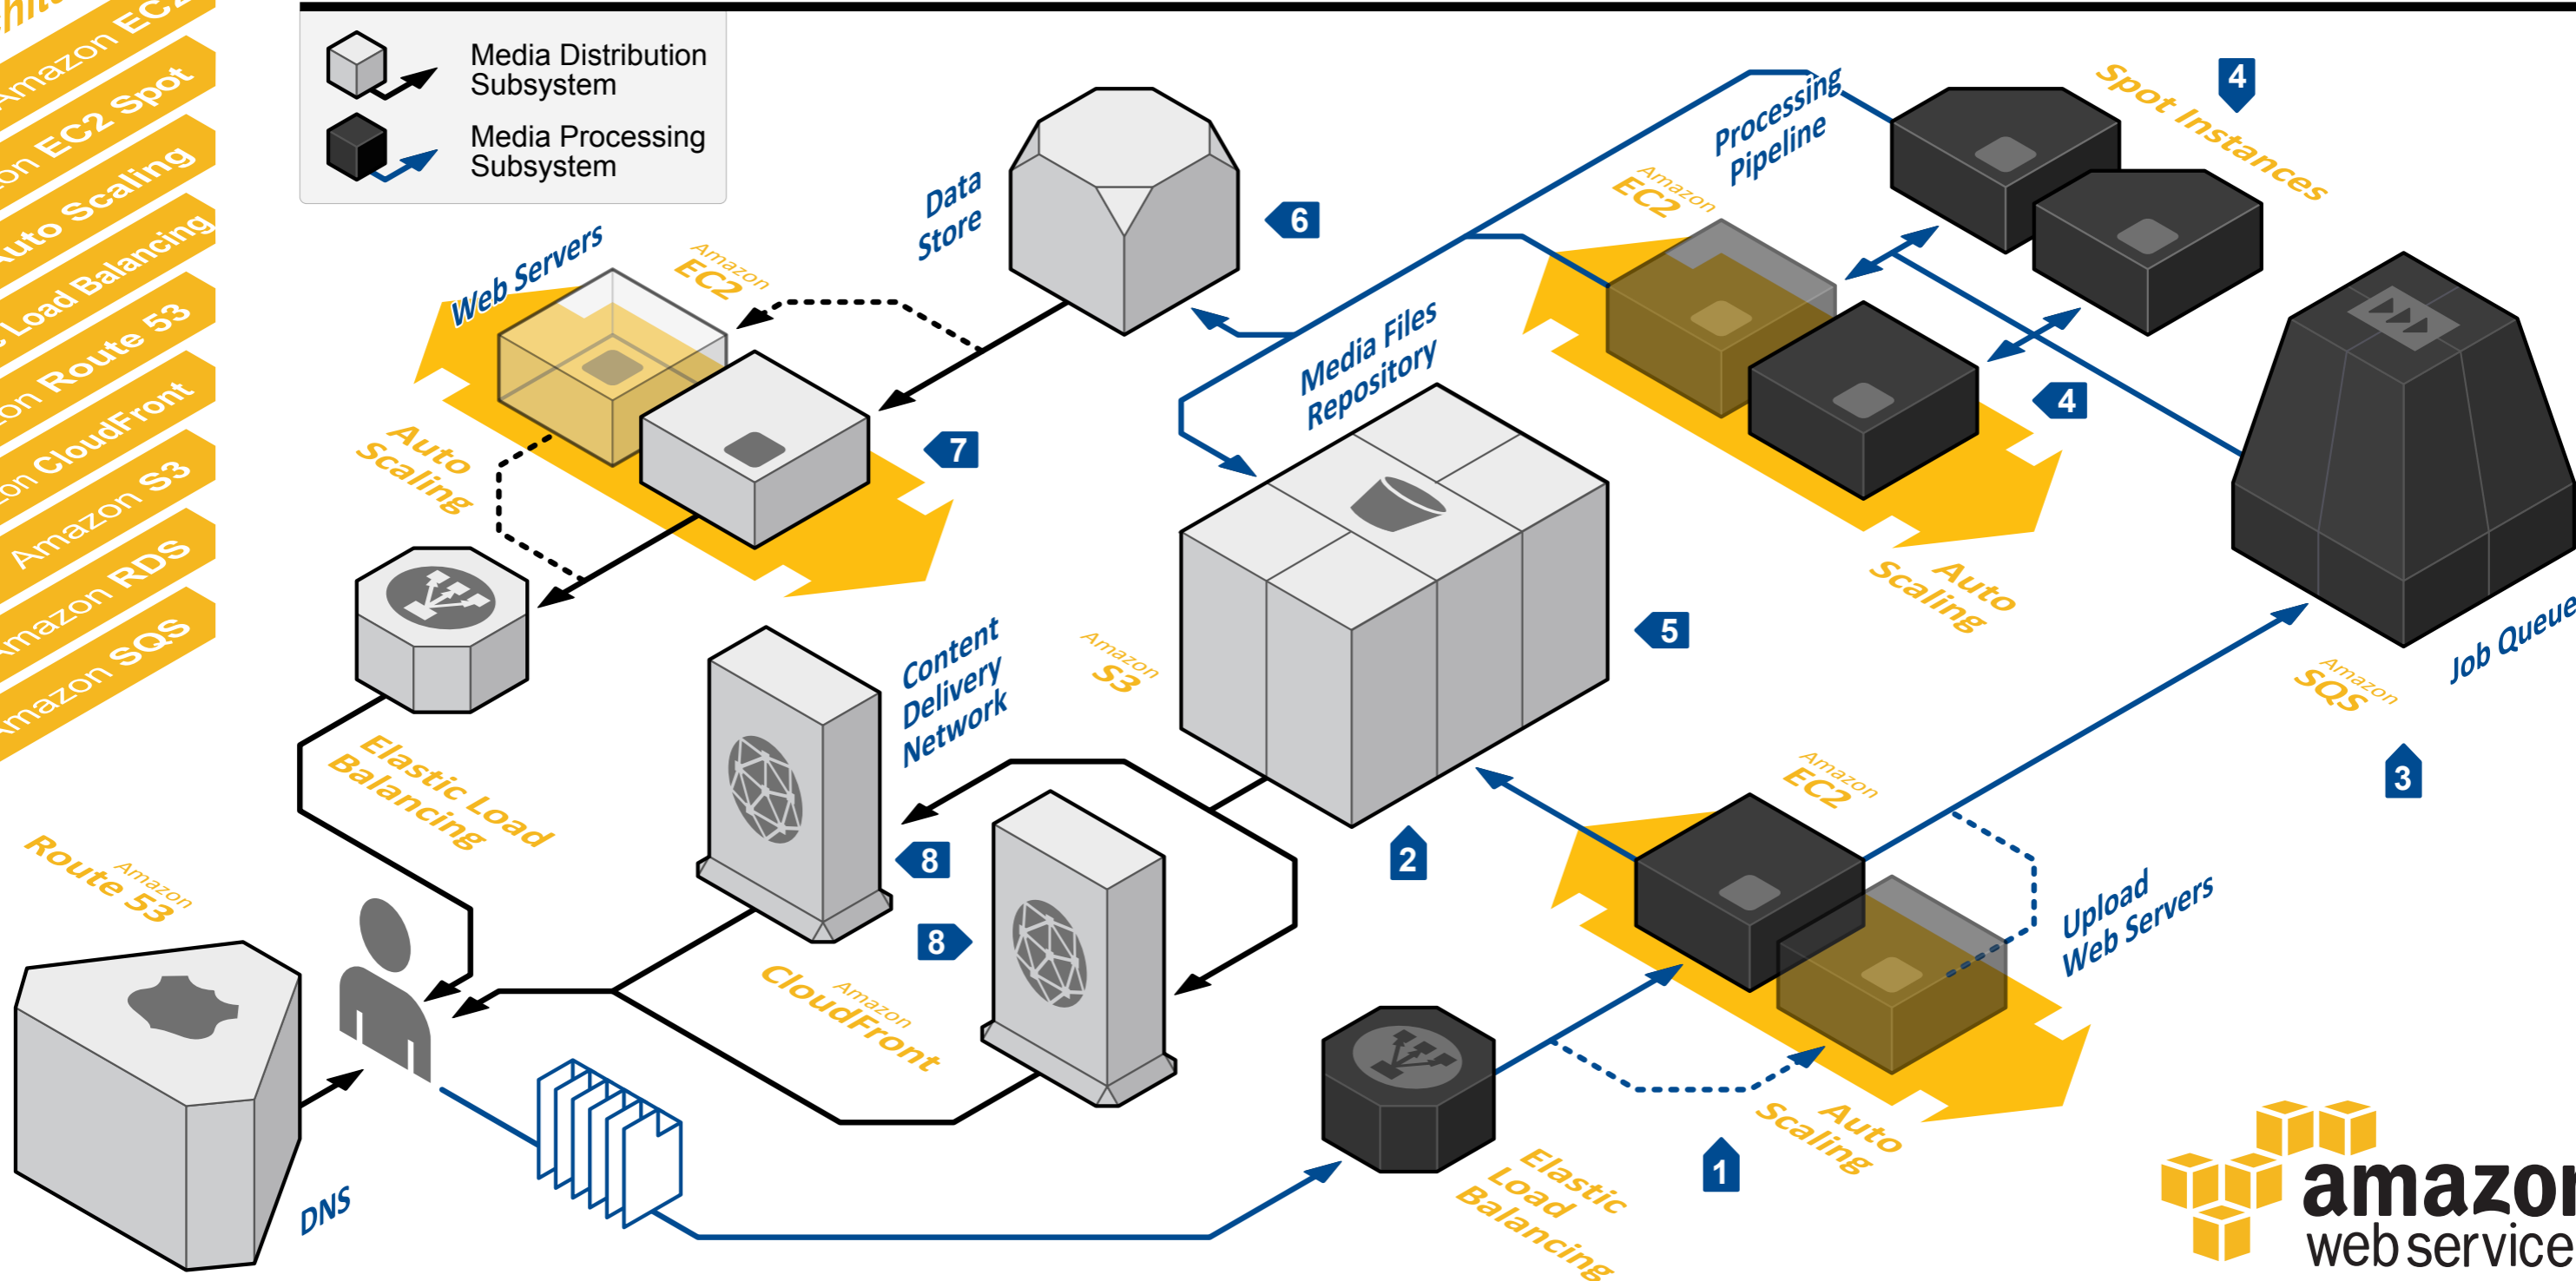 Amazon EC2
EC2 Spot
Auto Scaling
Load Balancing
Route 53
CloudFront
Amazon S3
Amazon RDS
Amazon SQS
Media Distribution
Subsystem
Media Processing
Subsystem
Data
Store
6
Web Servers
Amazon
EC2
Auto
Scaling
7
Processing
Pipeline
Amazon
EC2
Spot Instances
4
4
Auto
Scaling
Media Files
Repository
Amazon
S3
5
2
Job Queue
Amazon
SQS
3
Content
Delivery
Network
8
8
Amazon
CloudFront
Elastic Load
Balancing
Amazon
Route 53
DNS
Amazon
EC2
Upload
Web Servers
Auto
Scaling
1
Elastic
Load
Balancing
amazon
web service